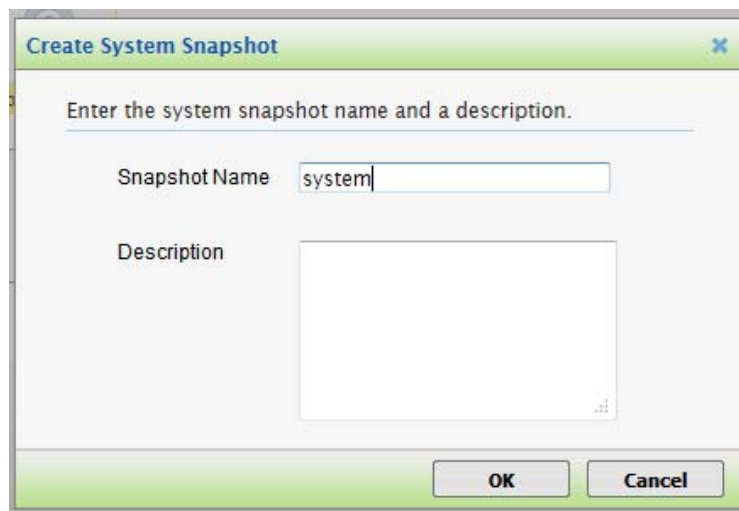 Create System Snapshot
Enter the system snapshot name and a description.
Snapshot Name system
Description
OK Cancel